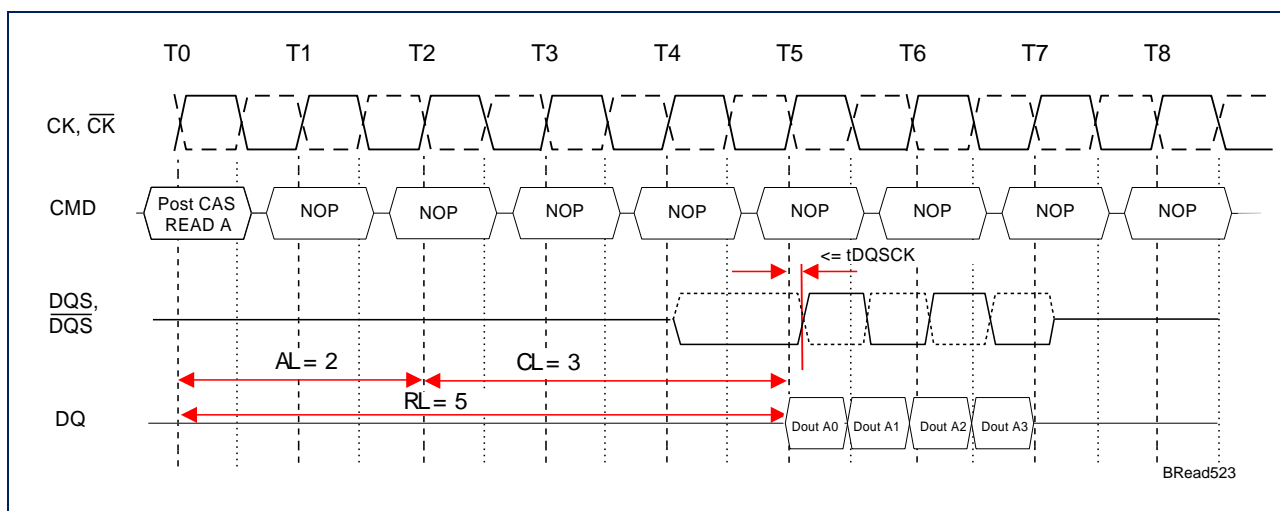 T0 T1 T2 T3 T4 T5 T6 T7 T8
CK, CK
CMD
Post CAS
READ A
NOP NOP NOP NOP NOP NOP NOP NOP
<= tDQSCK
DQS,
DQS
AL = 2
CL = 3
RL = 5
DQ
Dout A0 Dout A1 Dout A2 Dout A3
BRead523